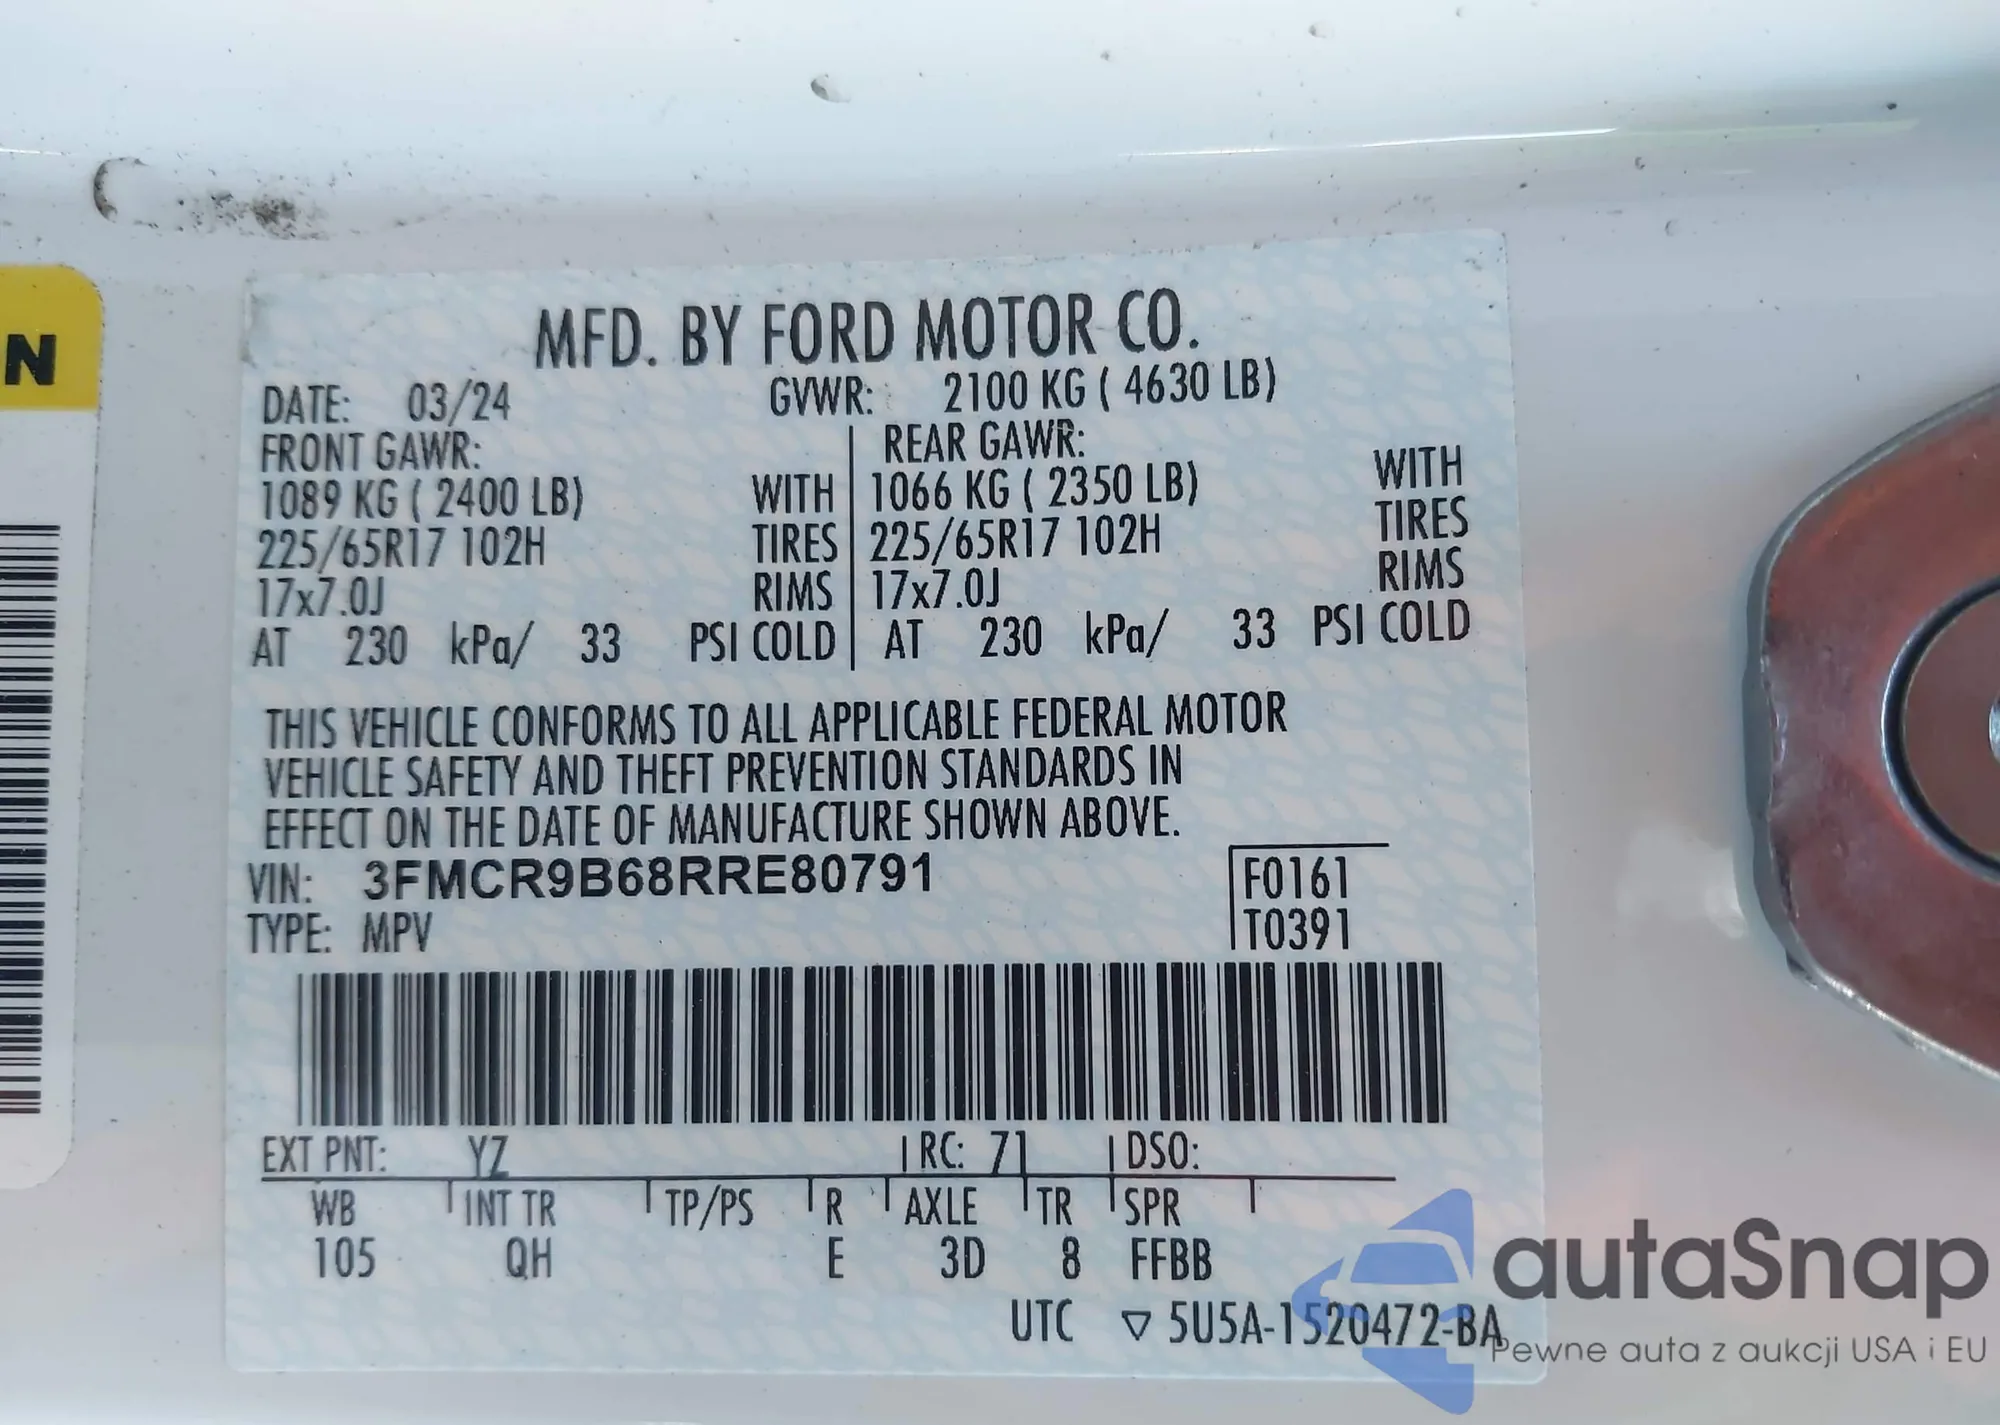 N
MFD. BY FORD MOTOR CO.
DATE: 03/24 GVWR: 2100 KG ( 4630 LB)
FRONT GAWR: REAR GAWR:
1089 KG ( 2400 LB) WITH 1066 KG ( 2350 LB) WITH
225/65R17 102H TIRES 225/65R17 102H TIRES
17x7.0J RIMS 17x7.0J RIMS
AT 230 kPa/ 33 PSI COLD AT 230 kPa/ 33 PSI COLD
THIS VEHICLE CONFORMS TO ALL APPLICABLE FEDERAL MOTOR
VEHICLE SAFETY AND THEFT PREVENTION STANDARDS IN
EFFECT ON THE DATE OF MANUFACTURE SHOWN ABOVE.
VIN: 3FMCR9B68RRE80791 F0161
TYPE: MPV T0391
EXT PNT: YZ RC: 71 DSO:
WB INT TR TP/PS R AXLE TR SPR
105 QH E 3D 8 FFBB
UTC ▽ 5U5A-1520472-BA
autaSnap
Pewne auta z aukcji USA i EU